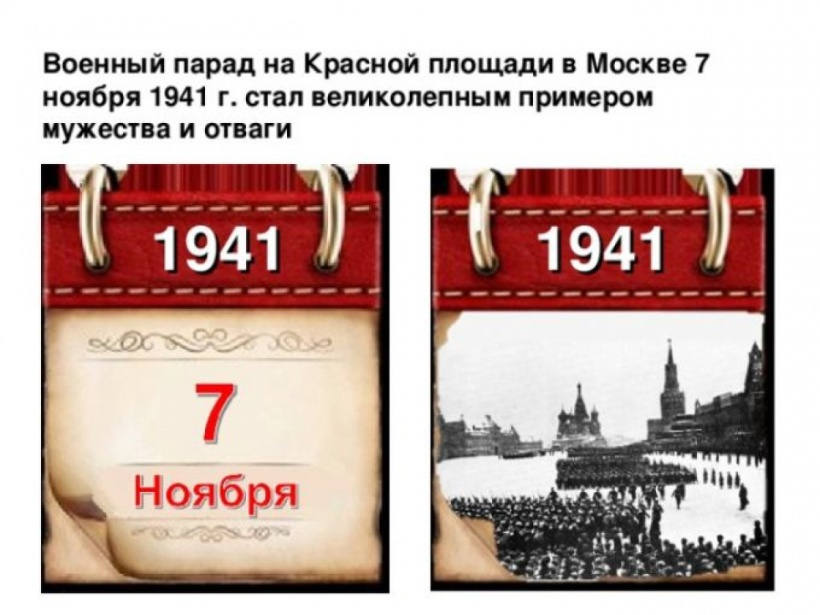 Военный парад на Красной площади в Москве 7
ноября 1941 г. стал великолепным примером
мужества и отваги
1941
7
Ноября
1941